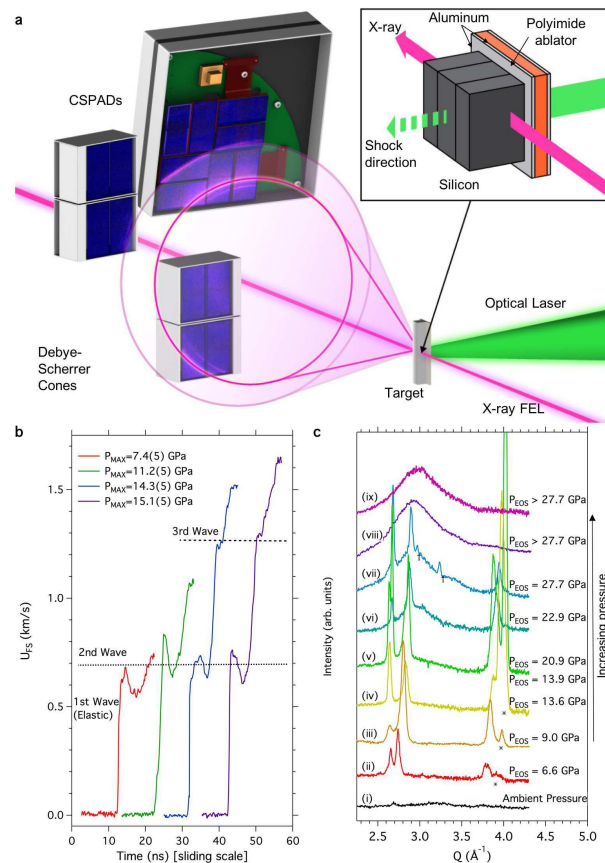 a
X-ray
Aluminum
Polyimide
ablator
CSPADs
Shock
direction
Silicon
Optical Laser
Debye-
Scherrer
Cones
Target
X-ray FEL
b
c
P_MAX=7.4(5) GPa
P_MAX=11.2(5) GPa
P_MAX=14.3(5) GPa
P_MAX=15.1(5) GPa
1.5
1.0
0.5
0.0
U_FS (km/s)
3rd Wave
2nd Wave
1st Wave
(Elastic)
0 10 20 30 40 50 60
Time (ns) [sliding scale]
Intensity (arb. units)
(ix)
P_EOS > 27.7 GPa
(viii)
P_EOS > 27.7 GPa
(vii)
†
†
P_EOS = 27.7 GPa
(vi)
P_EOS = 22.9 GPa
(v)
P_EOS = 20.9 GPa
P_EOS = 13.9 GPa
(iv)
P_EOS = 13.6 GPa
*
(iii)
P_EOS = 9.0 GPa
*
(ii)
P_EOS = 6.6 GPa
*
(i)
Ambient Pressure
Increasing pressure
2.5 3.0 3.5 4.0 4.5 5.0
Q (Å⁻¹)